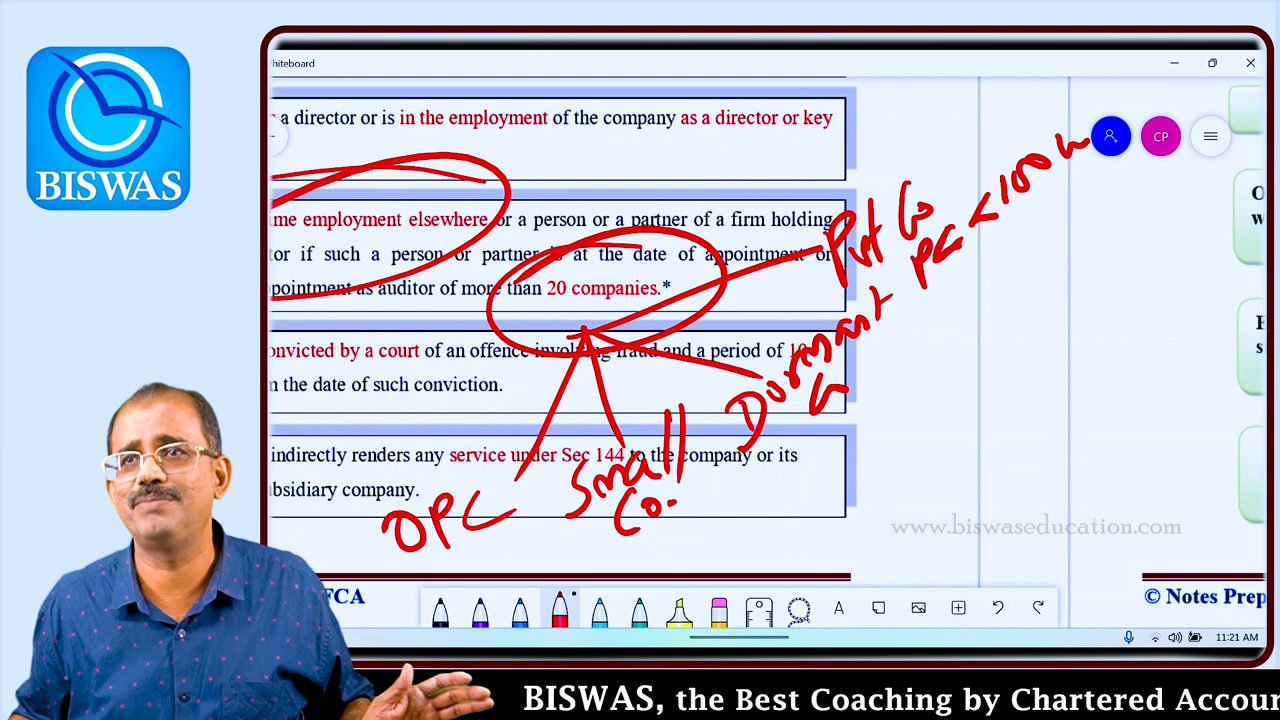 BISWAS
hiteboard
a director or is in the employment of the company as a director or key
CP
me employment elsewhere or a person or a partner of a firm holding
tor if such a person or partner is at the date of appointment or
pointment as auditor of more than 20 companies.*
Pvt Co
PC < 100
Dormant
Co
onvicted by a court of an offence involving fraud and a period of 10
n the date of such conviction.
indirectly renders any service under Sec 144 to the company or its
absidiary company.
OPC
Small
Co.
www.biswaseducation.com
FCA
© Notes Prep
A
11:21 AM
BISWAS, the Best Coaching by Chartered Accou